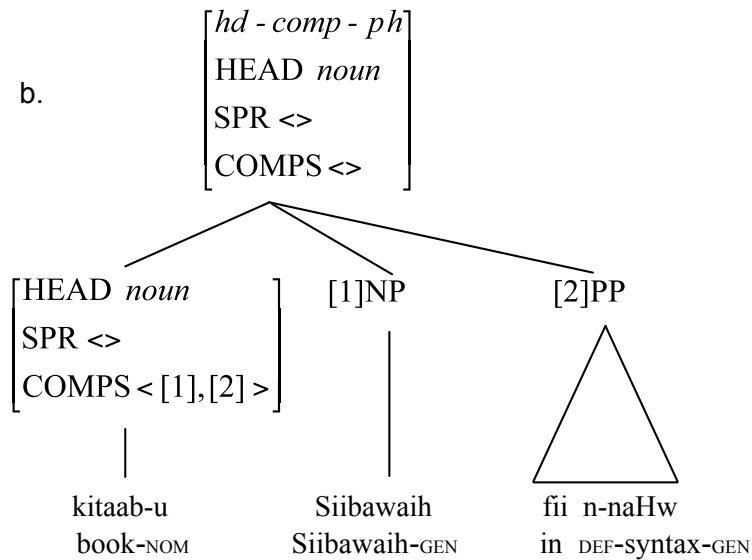 b.
hd - comp - ph
HEAD noun
SPR <>
COMPS <>
HEAD noun
SPR <>
COMPS < [1], [2] >
[1]NP
[2]PP
kitaab-u
book-NOM
Siibawaih
Siibawaih-GEN
fii n-naHw
in DEF-syntax-GEN